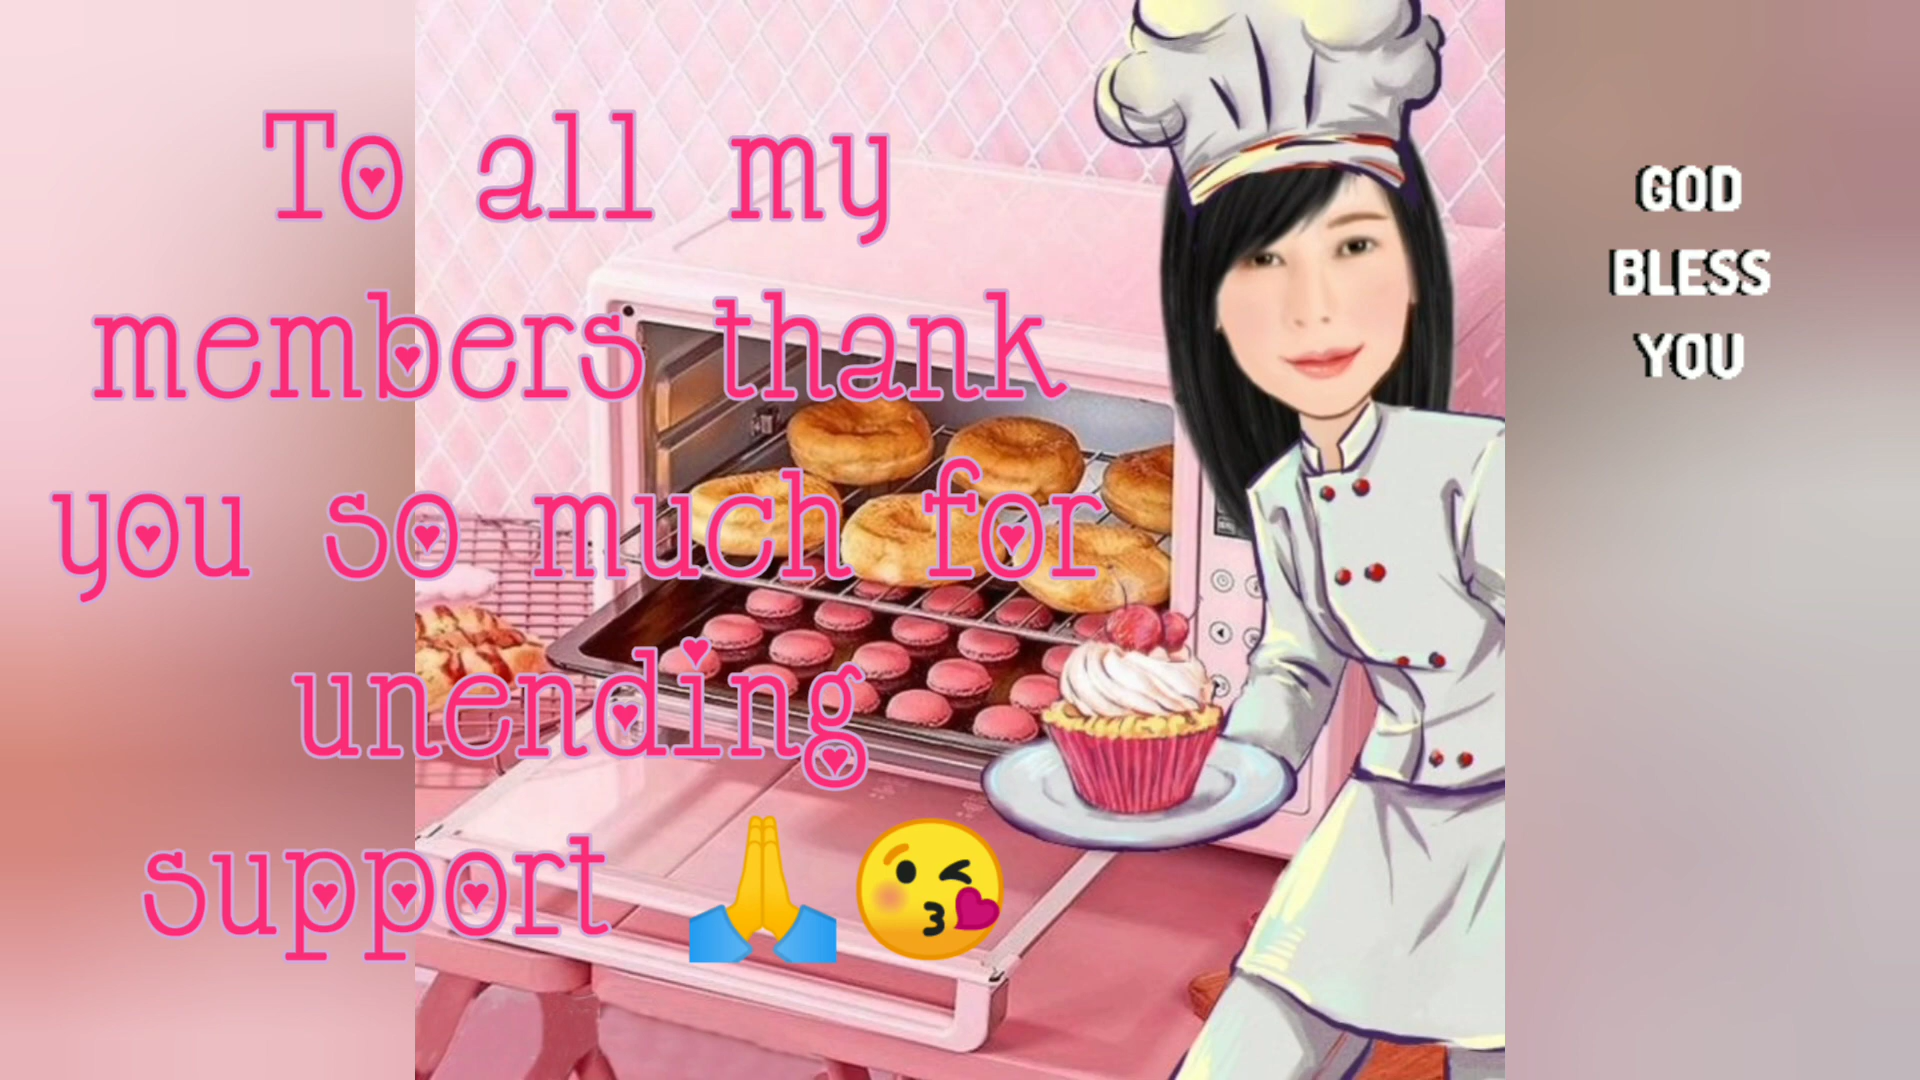 To all my
members thank
you so much for
unending
support 🙏😘
GOD
BLESS
YOU